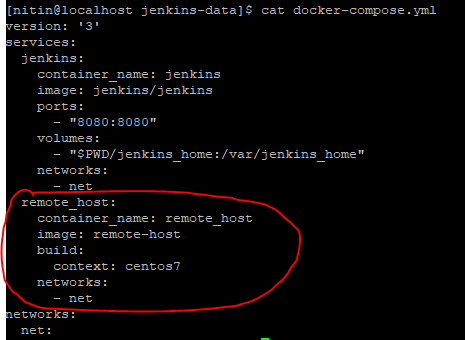 [nitin@localhost jenkins-data]$ cat docker-compose.yml
version: '3'
services:
  jenkins:
    container_name: jenkins
    image: jenkins/jenkins
    ports:
      - "8080:8080"
    volumes:
      - "$PWD/jenkins_home:/var/jenkins_home"
    networks:
      - net
  remote_host:
    container_name: remote_host
    image: remote-host
    build:
      context: centos7
    networks:
      - net
networks:
  net: